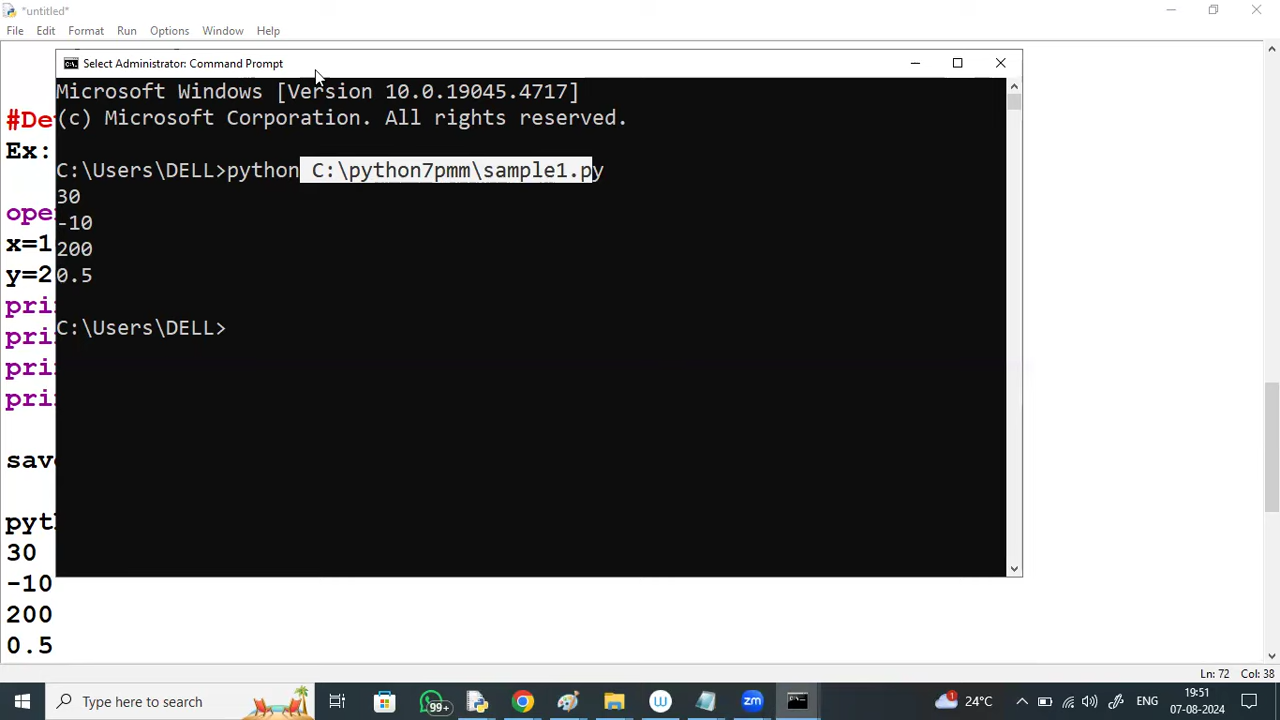 *untitled*
File Edit Format Run Options Window Help
Select Administrator: Command Prompt
Microsoft Windows [Version 10.0.19045.4717]
(c) Microsoft Corporation. All rights reserved.
C:\Users\DELL>python C:\python7pmm\sample1.py
30
-10
200
0.5
C:\Users\DELL>
#De
Ex:
ope
x=1
y=2
pri
pri
pri
pri
sav
pyt
30
-10
200
0.5
Ln: 72 Col: 38
Type here to search
99+
1
24°C
ENG
19:51
07-08-2024